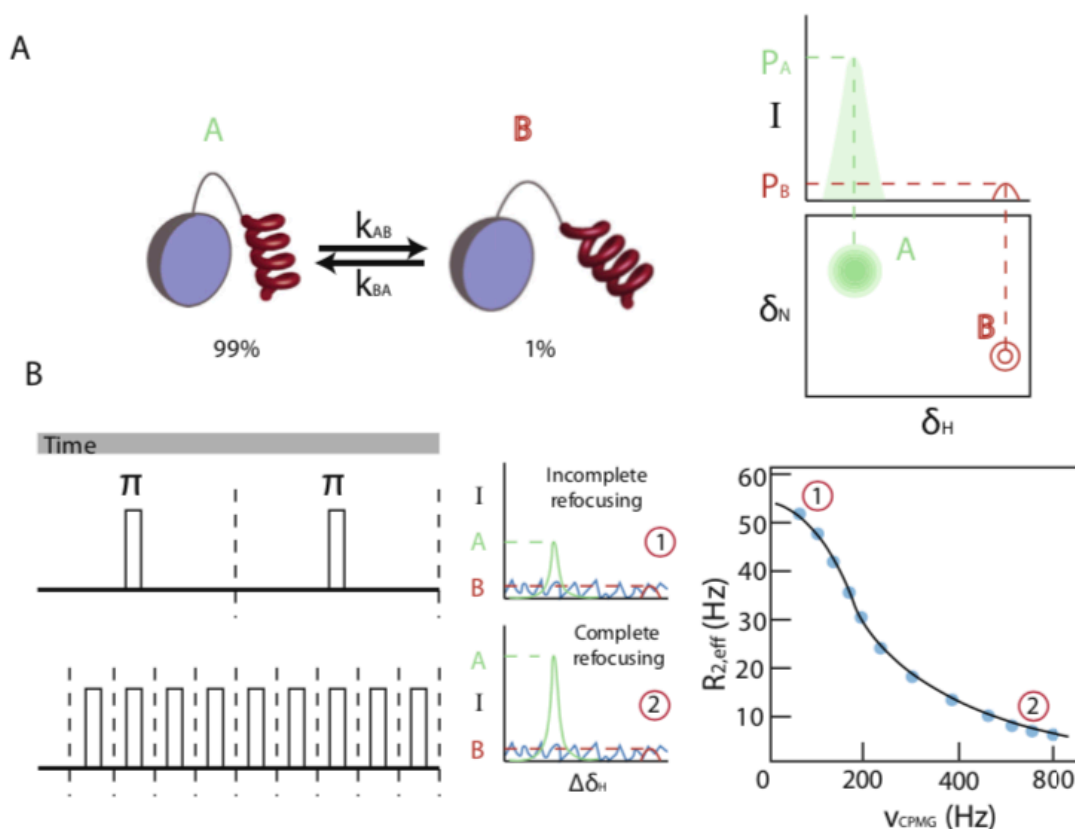 A
A
B
kAB
kBA
99%
1%
PA
I
PB
A
B
δN
δH
B
Time
π
π
Incomplete
refocusing
I
A
B
1
Complete
refocusing
A
I
B
2
ΔδH
60
50
40
30
20
10
0
200
400
800
1
2
R2,eff (Hz)
νCPMG (Hz)